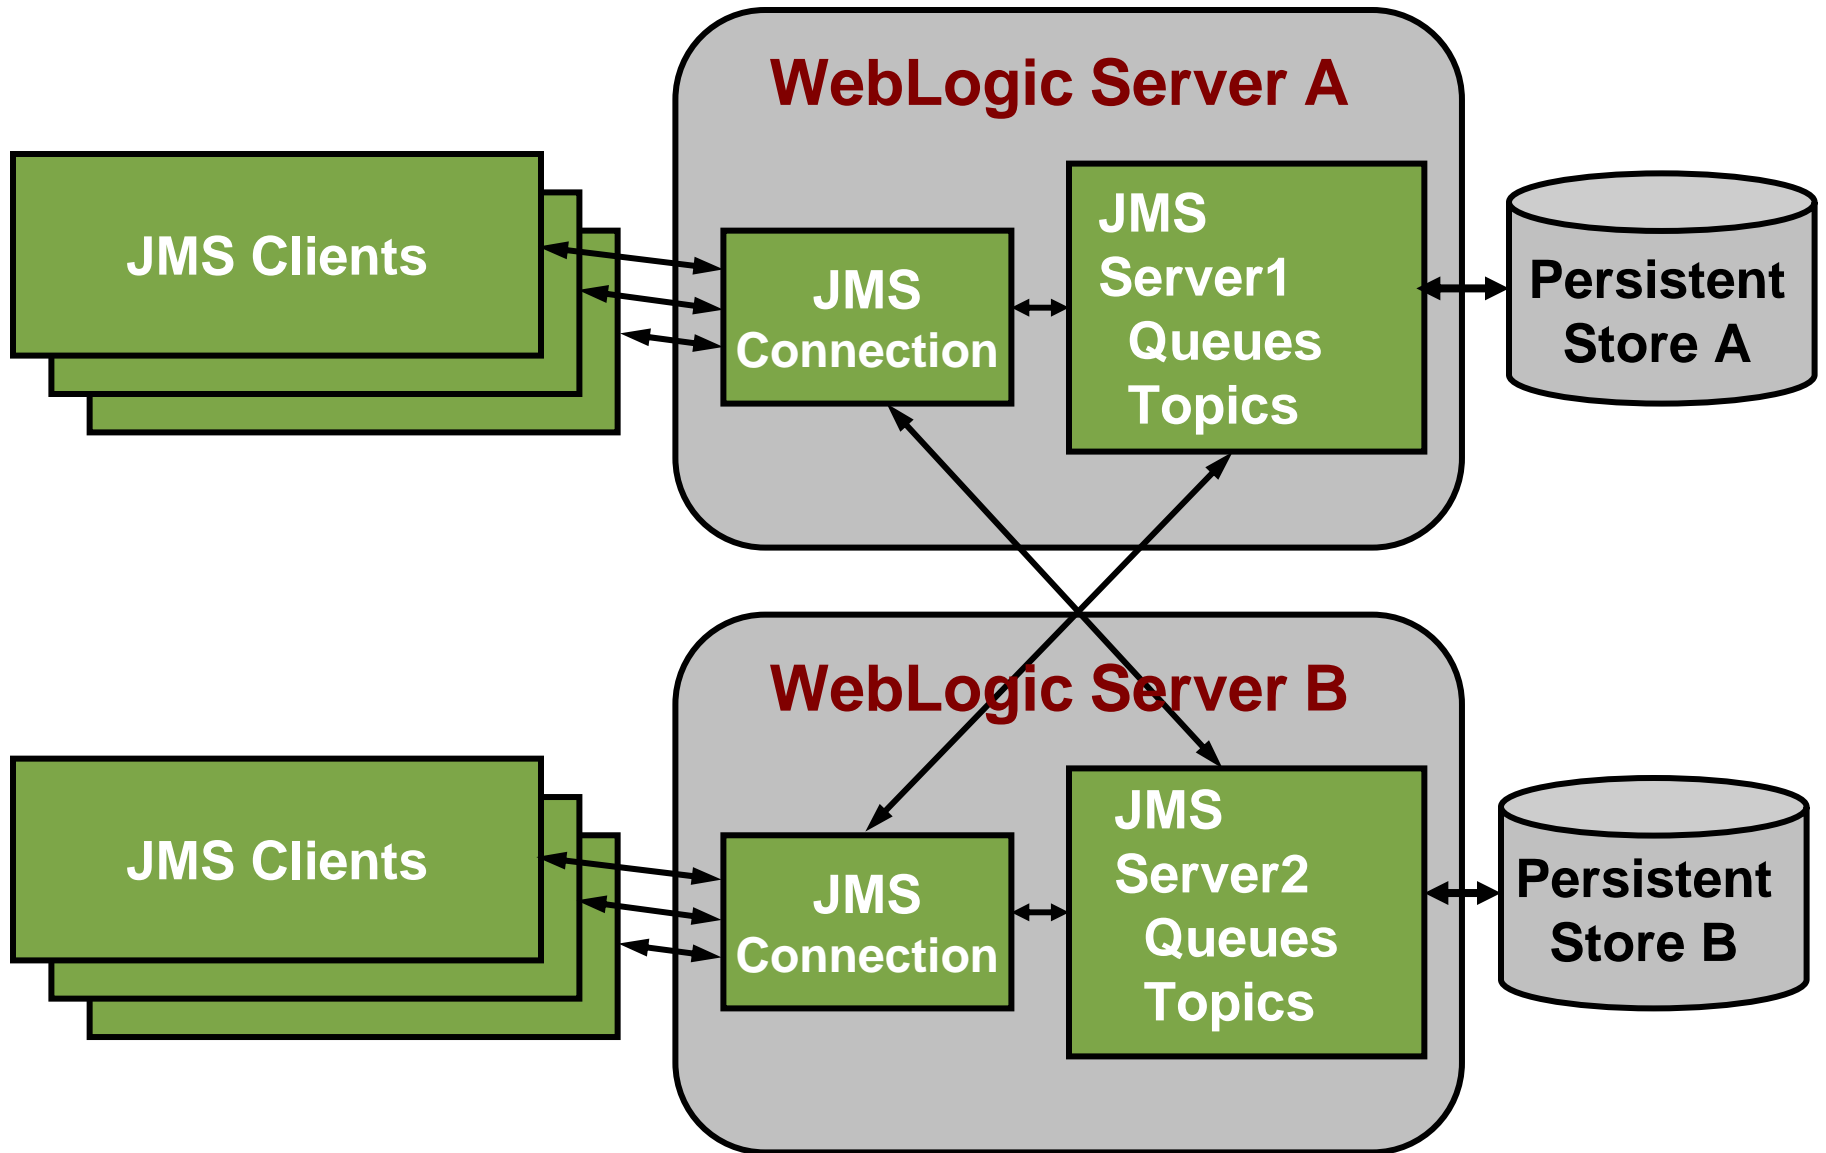 WebLogic Server A
JMS Clients
JMS
Connection
JMS
Server1
Queues
Topics
Persistent
Store A
WebLogic Server B
JMS Clients
JMS
Connection
JMS
Server2
Queues
Topics
Persistent
Store B